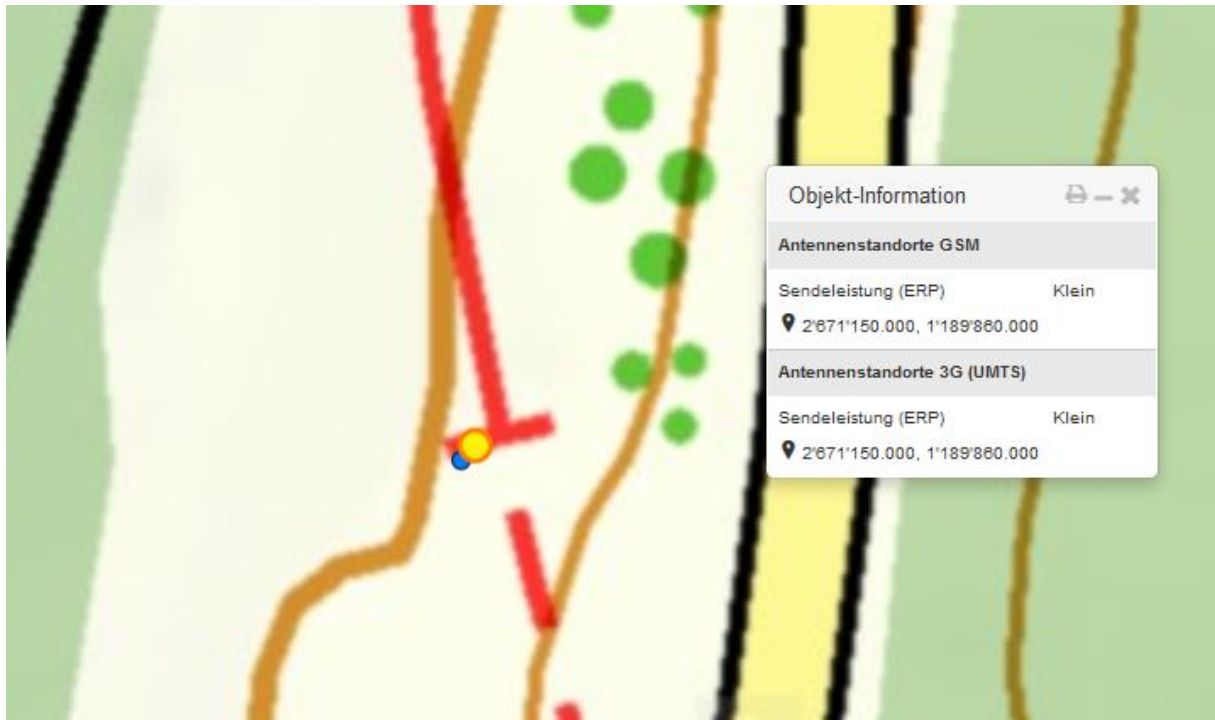 Objekt-Information
Antennenstandorte GSM
Sendeleistung (ERP) Klein
2'671'150.000, 1'189'860.000
Antennenstandorte 3G (UMTS)
Sendeleistung (ERP) Klein
2'671'150.000, 1'189'860.000